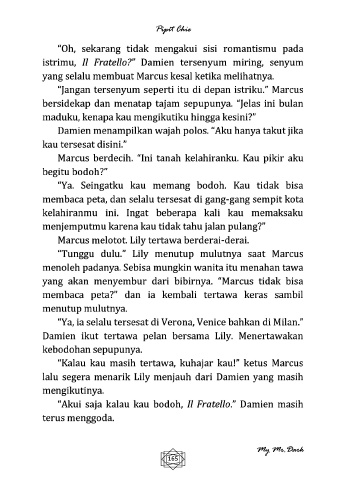 Pipit Chie
"Oh, sekarang tidak mengakui sisi romantismu pada
istrimu, Il Fratello?" Damien tersenyum miring, senyum
yang selalu membuat Marcus kesal ketika melihatnya.
"Jangan tersenyum seperti itu di depan istriku." Marcus
bersidekap dan menatap tajam sepupunya. "Jelas ini bulan
maduku, kenapa kau mengikutiku hingga kesini?"
Damien menampilkan wajah polos. "Aku hanya takut jika
kau tersesat disini."
Marcus berdecih. "Ini tanah kelahiranku. Kau pikir aku
begitu bodoh?"
"Ya. Seingatku kau memang bodoh. Kau tidak bisa
membaca peta, dan selalu tersesat di gang-gang sempit kota
kelahiranmu ini. Ingat beberapa kali kau memaksaku
menjemputmu karena kau tidak tahu jalan pulang?"
Marcus melotot. Lily tertawa berderai-derai.
"Tunggu dulu." Lily menutup mulutnya saat Marcus
menoleh padanya. Sebisa mungkin wanita itu menahan tawa
yang akan menyembur dari bibirnya. "Marcus tidak bisa
membaca peta?" dan ia kembali tertawa keras sambil
menutup mulutnya.
"Ya, ia selalu tersesat di Verona, Venice bahkan di Milan."
Damien ikut tertawa pelan bersama Lily. Menertawakan
kebodohan sepupunya.
"Kalau kau masih tertawa, kuhajar kau!" ketus Marcus
lalu segera menarik Lily menjauh dari Damien yang masih
mengikutinya.
"Akui saja kalau kau bodoh, Il Fratello." Damien masih
terus menggoda.
165
My Mr. Dark